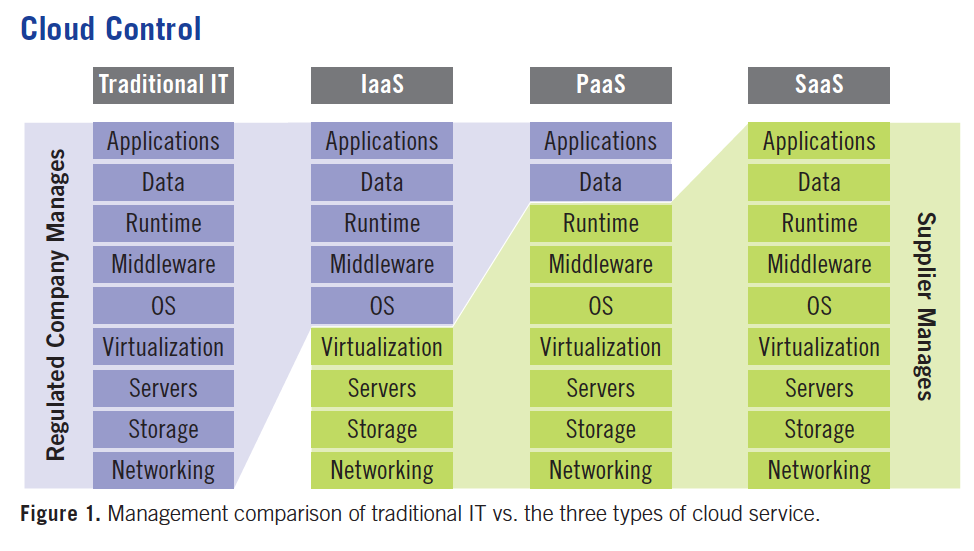 Cloud Control
Traditional IT IaaS PaaS SaaS
Regulated Company Manages
Applications Applications Applications Applications
Data Data Data Data
Runtime Runtime Runtime Runtime
Middleware Middleware Middleware Middleware
OS OS OS OS
Virtualization Virtualization Virtualization Virtualization
Servers Servers Servers Servers
Storage Storage Storage Storage
Networking Networking Networking Networking
Supplier Manages
Figure 1. Management comparison of traditional IT vs. the three types of cloud service.